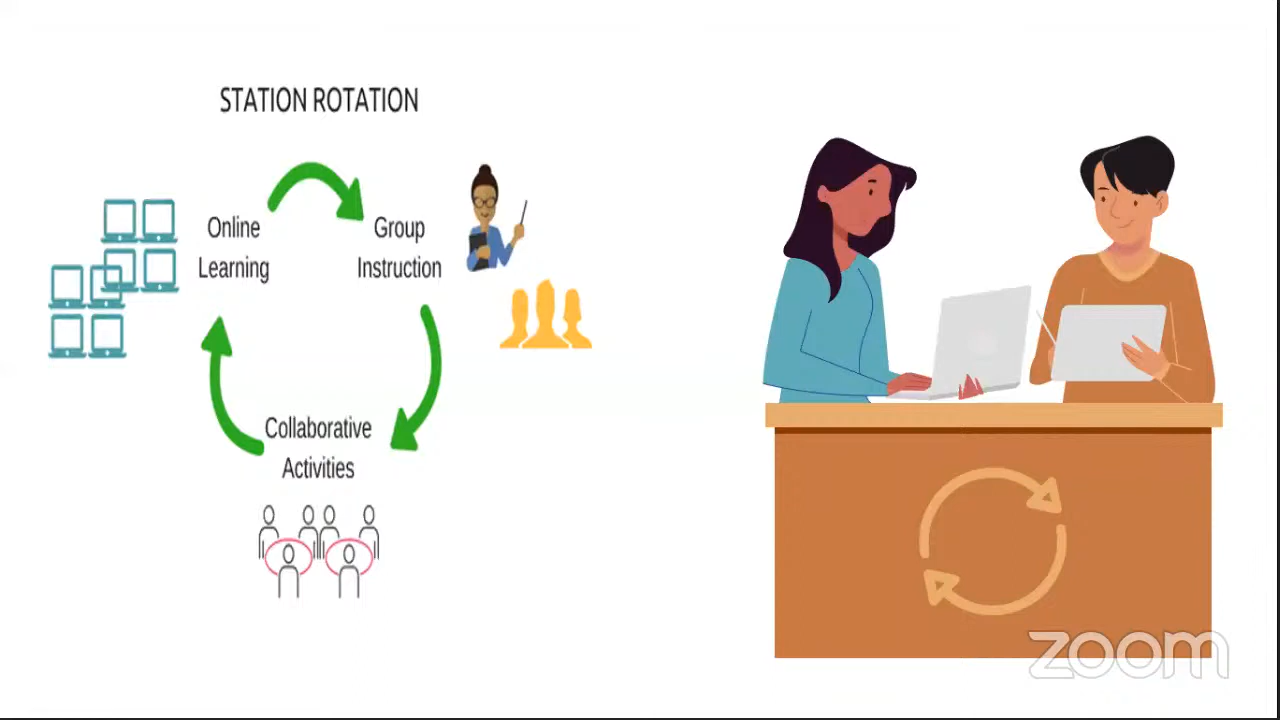 STATION ROTATION
Online
Learning
Group
Instruction
Collaborative
Activities
zoom